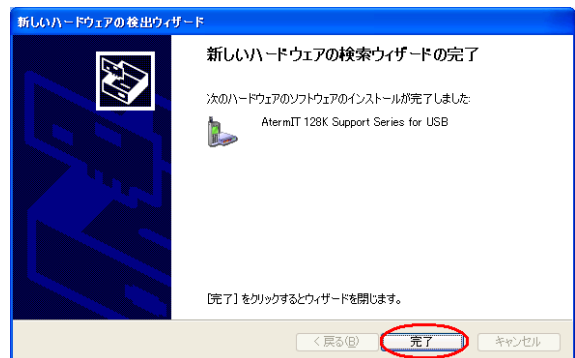 新しいハードウェアの検出ウィザード
新しいハードウェアの検索ウィザードの完了
次のハードウェアのソフトウェアのインストールが完了しました:
AtermIT 128K Support Series for USB
[完了] をクリックするとウィザードを閉じます。
< 戻る(B) 完了 キャンセル